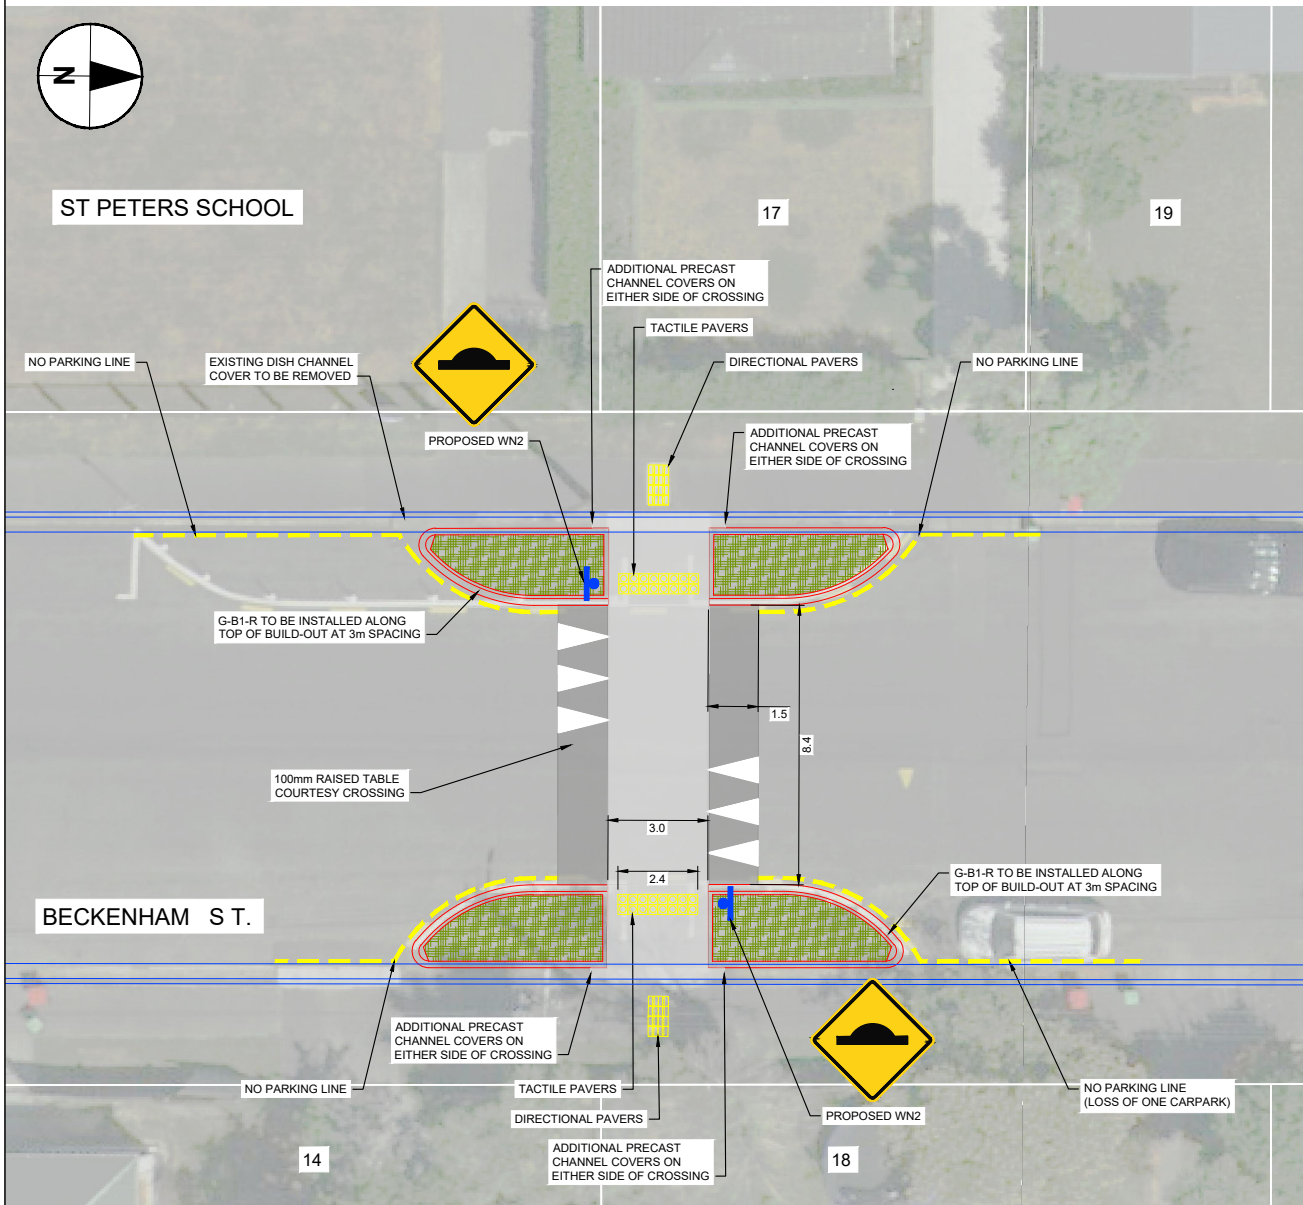 N
ST PETERS SCHOOL
17
19
ADDITIONAL PRECAST
CHANNEL COVERS ON
EITHER SIDE OF CROSSING
TACTILE PAVERS
NO PARKING LINE
EXISTING DISH CHANNEL
COVER TO BE REMOVED
DIRECTIONAL PAVERS
NO PARKING LINE
PROPOSED WN2
ADDITIONAL PRECAST
CHANNEL COVERS ON
EITHER SIDE OF CROSSING
G-B1-R TO BE INSTALLED ALONG
TOP OF BUILD-OUT AT 3m SPACING
1.5
8.4
100mm RAISED TABLE
COURTESY CROSSING
3.0
2.4
G-B1-R TO BE INSTALLED ALONG
TOP OF BUILD-OUT AT 3m SPACING
BECKENHAM ST.
ADDITIONAL PRECAST
CHANNEL COVERS ON
EITHER SIDE OF CROSSING
NO PARKING LINE
TACTILE PAVERS
NO PARKING LINE
(LOSS OF ONE CARPARK)
DIRECTIONAL PAVERS
PROPOSED WN2
ADDITIONAL PRECAST
CHANNEL COVERS ON
EITHER SIDE OF CROSSING
14
18